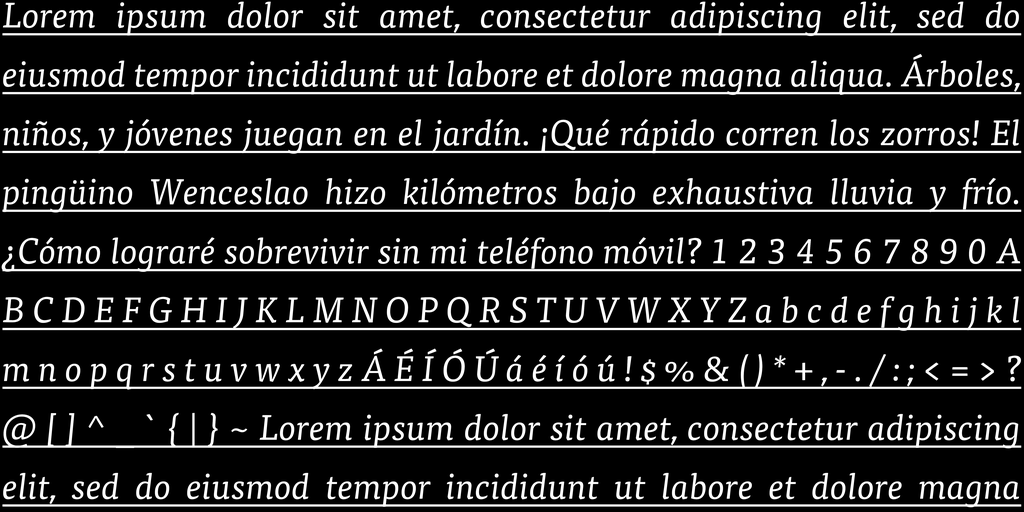 Lorem ipsum dolor sit amet, consectetur adipiscing elit, sed do
eiusmod tempor incididunt ut labore et dolore magna aliqua. Árboles,
niños, y jóvenes juegan en el jardín. ¡Qué rápido corren los zorros! El
pingüino Wenceslao hizo kilómetros bajo exhaustiva lluvia y frío.
¿Cómo lograré sobrevivir sin mi teléfono móvil? 1 2 3 4 5 6 7 8 9 0 A
B C D E F G H I J K L M N O P Q R S T U V W X Y Z a b c d e f g h i j k l
m n o p q r s t u v w x y z Á É Í Ó Ú á é í ó ú ! $ % & ( ) * + , - . / : ; < = > ?
@ [ ] ^ _ ` { | } ~ Lorem ipsum dolor sit amet, consectetur adipiscing
elit, sed do eiusmod tempor incididunt ut labore et dolore magna